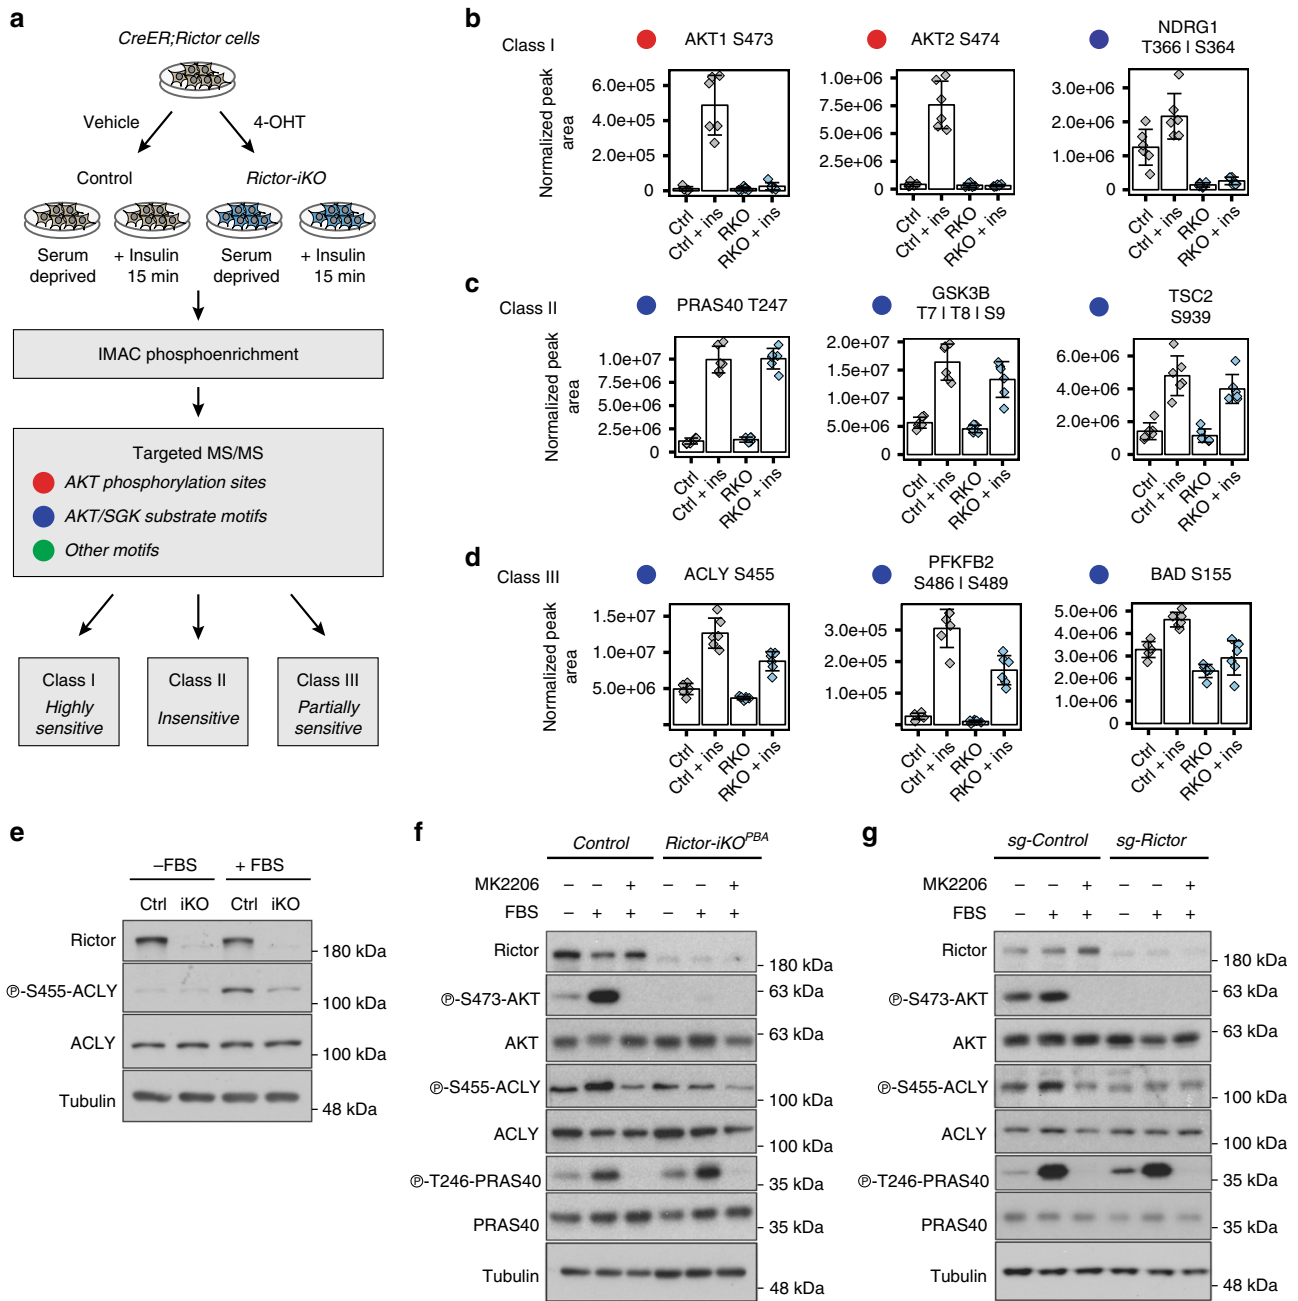 a
CreER;Rictor cells
Vehicle
4-OHT
Control
Rictor-iKO
Serum deprived
+ Insulin 15 min
Serum deprived
+ Insulin 15 min
IMAC phosphoenrichment
Targeted MS/MS
AKT phosphorylation sites
AKT/SGK substrate motifs
Other motifs
Class I
Highly sensitive
Class II
Insensitive
Class III
Partially sensitive
b
Class I
AKT1 S473
AKT2 S474
NDRG1
T366 | S364
Normalized peak area
6.0e+05
4.0e+05
2.0e+05
0
Ctrl
Ctrl + ins
RKO
RKO + ins
1.0e+06
7.5e+06
5.0e+06
2.5e+06
0
Ctrl
Ctrl + ins
RKO
RKO + ins
3.0e+06
2.0e+06
1.0e+06
0
Ctrl
Ctrl + ins
RKO
RKO + ins
c
Class II
PRAS40 T247
GSK3B
T7 | T8 | S9
TSC2
S939
Normalized peak area
1.0e+07
7.5e+06
5.0e+06
2.5e+06
0
Ctrl
Ctrl + ins
RKO
RKO + ins
2.0e+07
1.5e+07
1.0e+07
5.0e+06
0
Ctrl
Ctrl + ins
RKO
RKO + ins
6.0e+06
4.0e+06
2.0e+06
0
Ctrl
Ctrl + ins
RKO
RKO + ins
d
Class III
ACLY S455
PFKFB2
S486 | S489
BAD S155
Normalized peak area
1.5e+07
1.0e+07
5.0e+06
Ctrl
Ctrl + ins
RKO
RKO + ins
3.0e+05
2.0e+05
1.0e+05
Ctrl
Ctrl + ins
RKO
RKO + ins
5.0e+06
4.0e+06
3.0e+06
2.0e+06
1.0e+06
0
Ctrl
Ctrl + ins
RKO
RKO + ins
e
–FBS + FBS
Ctrl iKO Ctrl iKO
Rictor 180 kDa
Ⓟ-S455-ACLY 100 kDa
ACLY 100 kDa
Tubulin 48 kDa
f
Control Rictor-iKO^PBA
MK2206 – – + – – +
FBS – + + – + +
Rictor 180 kDa
Ⓟ-S473-AKT 63 kDa
AKT 63 kDa
Ⓟ-S455-ACLY 100 kDa
ACLY 100 kDa
Ⓟ-T246-PRAS40 35 kDa
PRAS40 35 kDa
Tubulin 48 kDa
g
sg-Control sg-Rictor
MK2206 – – + – – +
FBS – + + – + +
Rictor 180 kDa
Ⓟ-S473-AKT 63 kDa
AKT 63 kDa
Ⓟ-S455-ACLY 100 kDa
ACLY 100 kDa
Ⓟ-T246-PRAS40 35 kDa
PRAS40 35 kDa
Tubulin 48 kDa